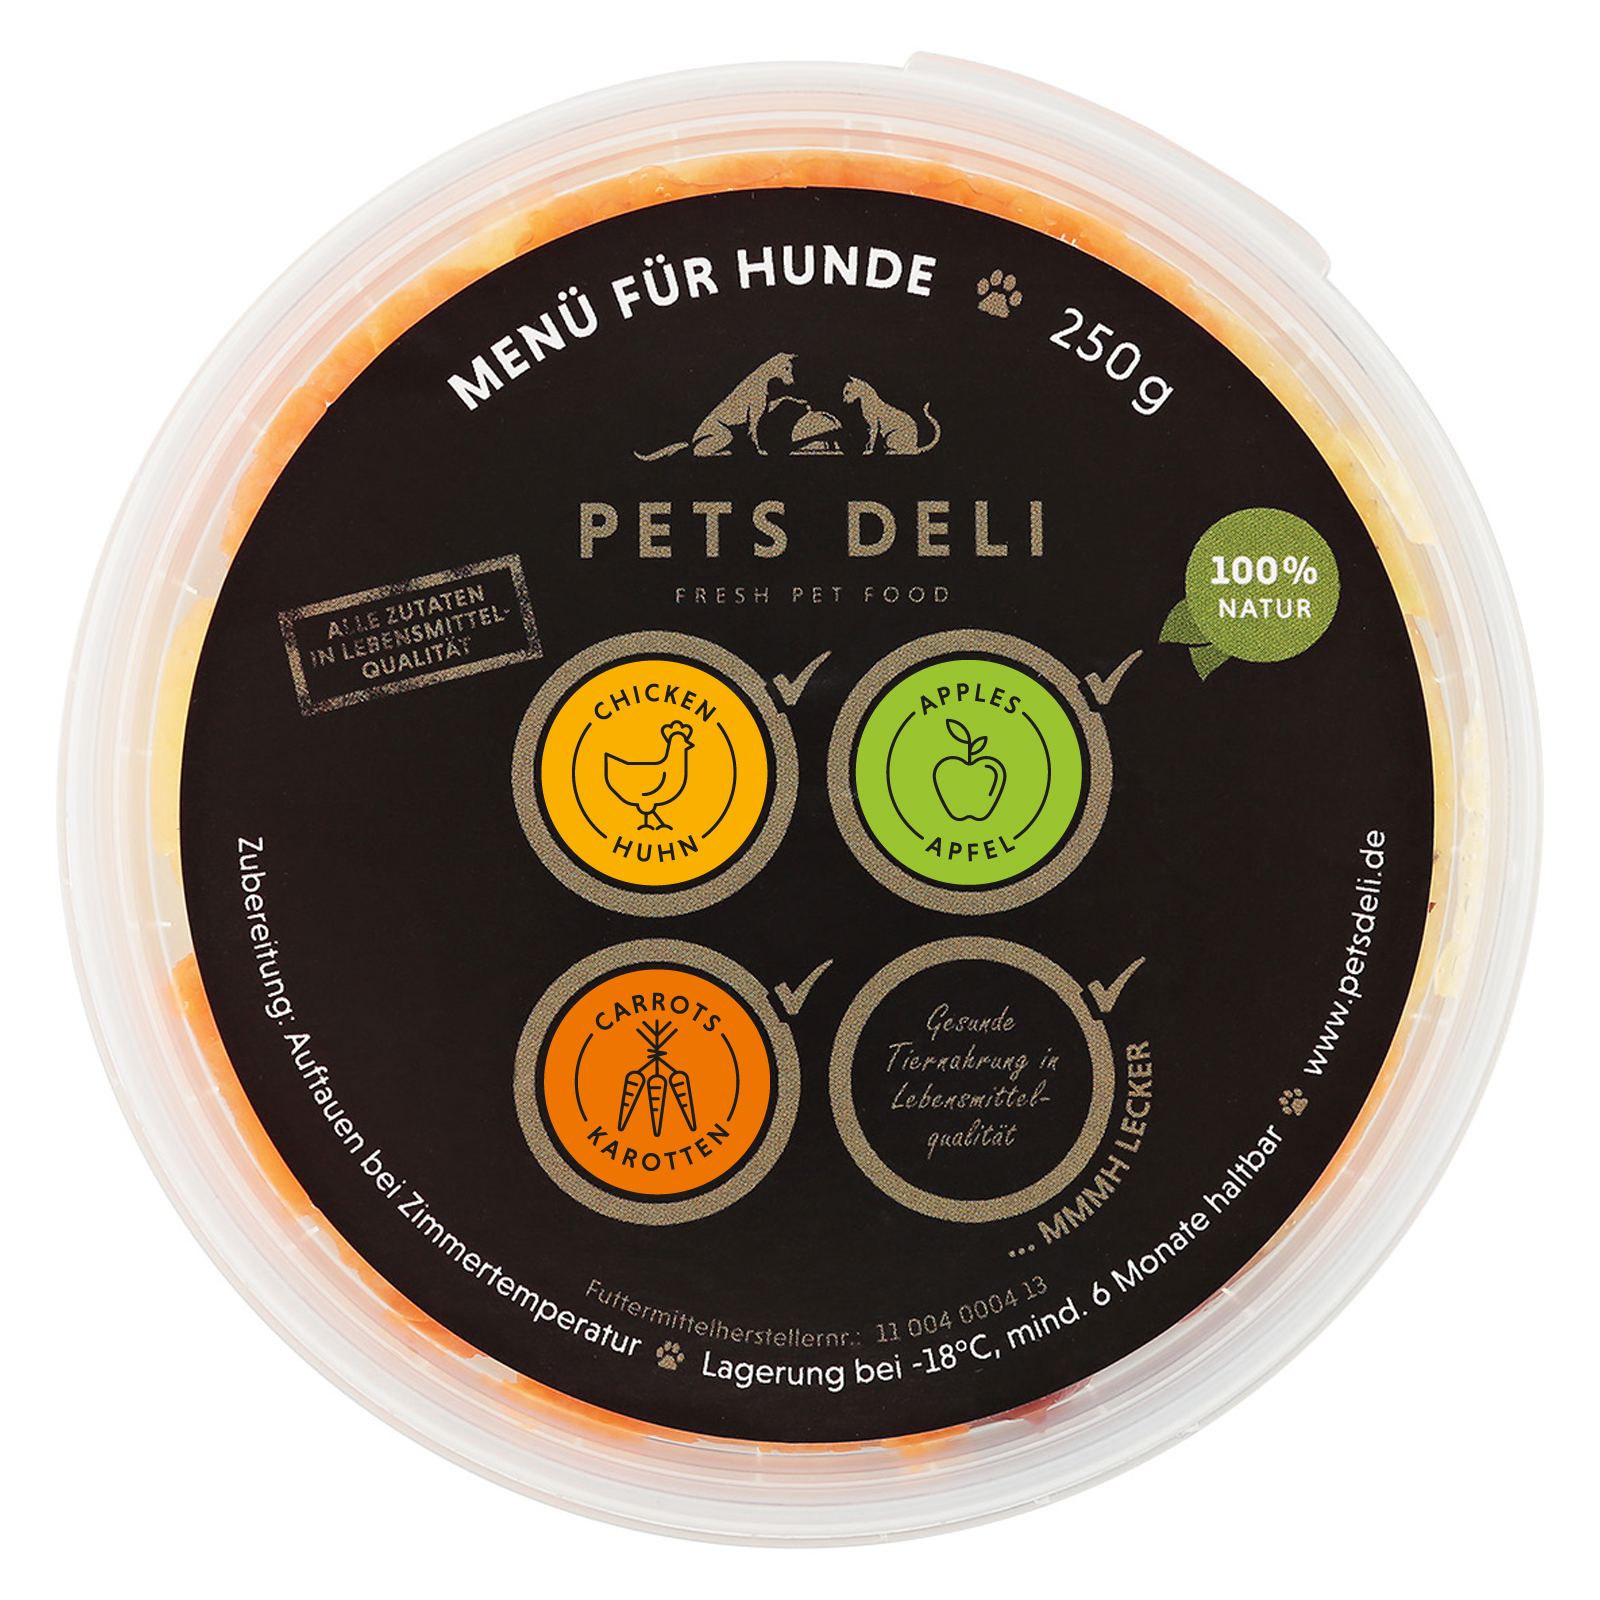 MENÜ FÜR HUNDE 250g
PETS DELI
FRESH PET FOOD
ALLE ZUTATEN
IN LEBENSMITTEL-
QUALITÄT
100%
NATUR
CHICKEN
HUHN
APPLES
APFEL
CARROTS
KAROTTEN
Gesunde
Tiernahrung in
Lebensmittel-
qualität
... MMMH LECKER
Futtermittelherstellernr.: 11 004 0004 13
Zubereitung: Auftauen bei Zimmertemperatur Lagerung bei -18°C, mind. 6 Monate haltbar www.petsdeli.de